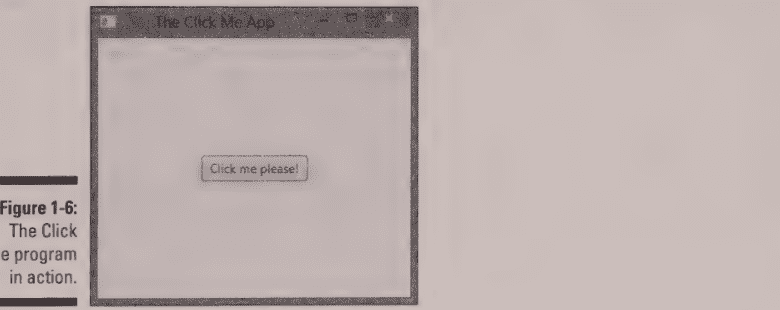 The Click Me App
Click me please!
Figure 1-6:
The Click
e program
in action.